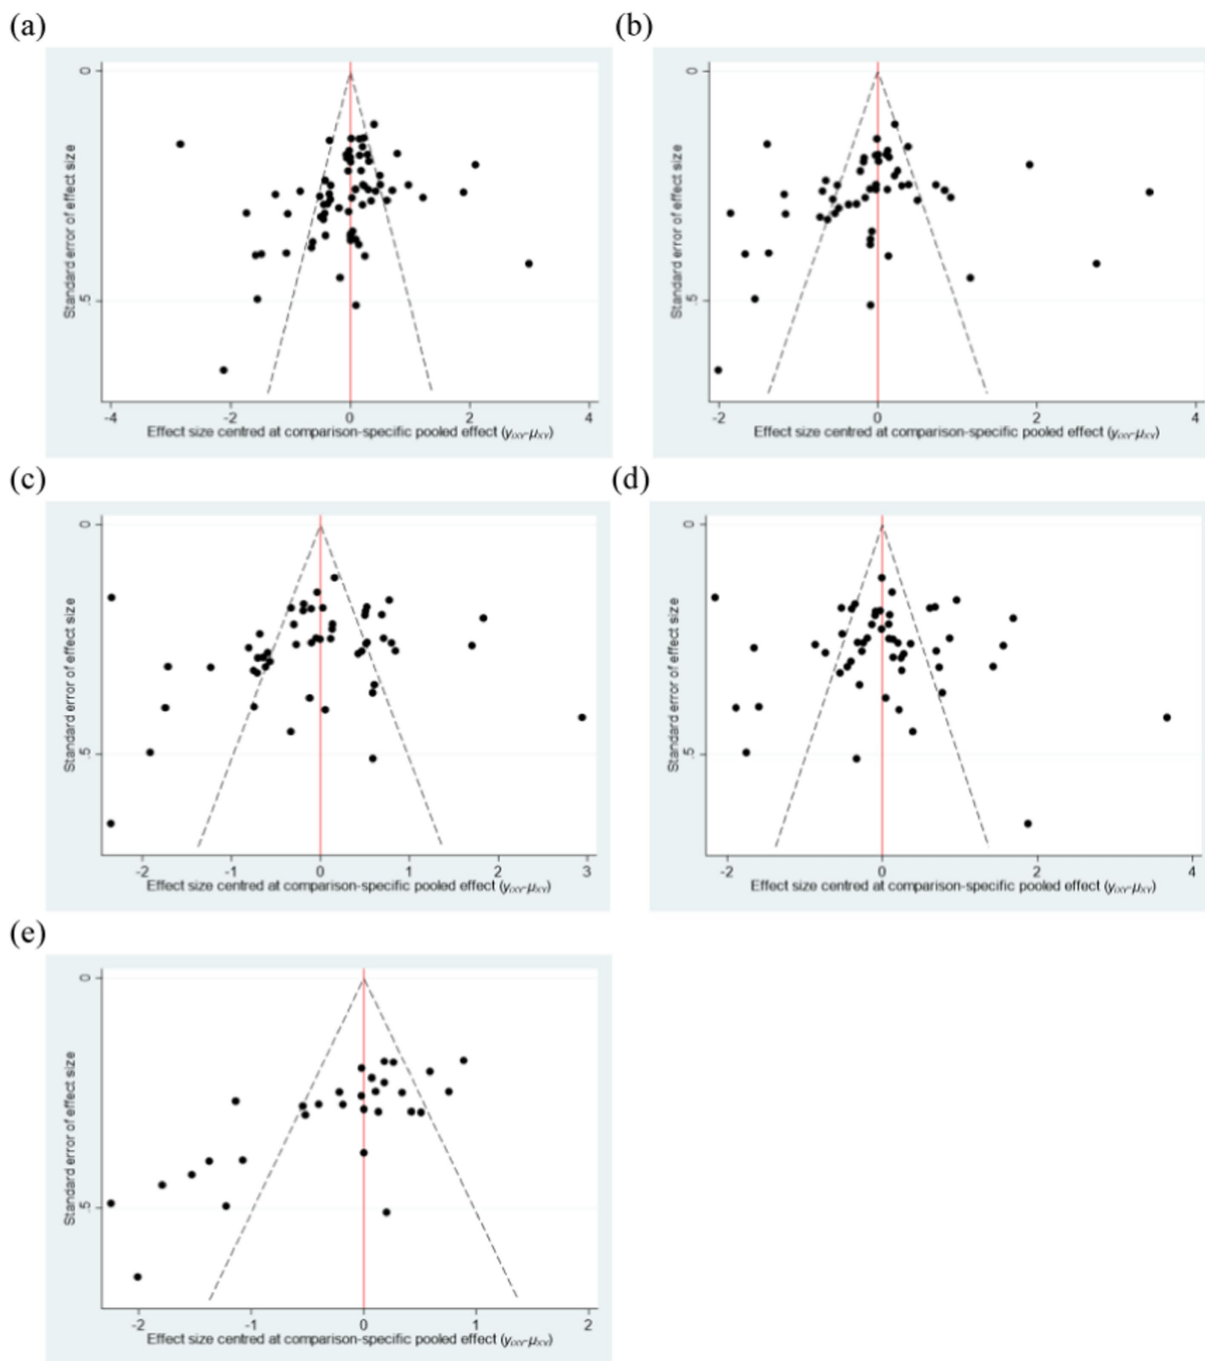 (a)
(b)
Standard error of effect size
0
.5
-4 -2 0 2 4
Effect size centred at comparison-specific pooled effect (yiXY-μXY)
Standard error of effect size
0
.5
-2 0 2 4
Effect size centred at comparison-specific pooled effect (yiXY-μXY)
(c)
(d)
Standard error of effect size
0
.5
-2 -1 0 1 2 3
Effect size centred at comparison-specific pooled effect (yiXY-μXY)
Standard error of effect size
0
.5
-2 0 2 4
Effect size centred at comparison-specific pooled effect (yiXY-μXY)
(e)
Standard error of effect size
0
.5
-2 -1 0 1 2
Effect size centred at comparison-specific pooled effect (yiXY-μXY)